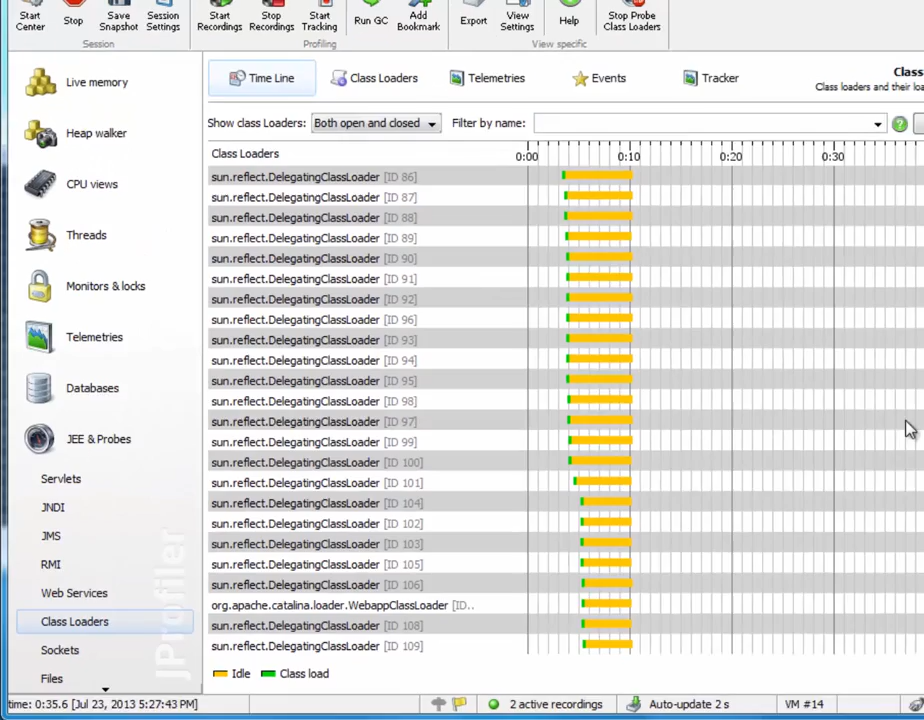 Start Center
Stop
Save Snapshot
Session Settings
Start Recordings
Stop Recordings
Start Tracking
Run GC
Add Bookmark
Export
View Settings
Help
Stop Probe Class Loaders
Session
Profiling
View specific
Live memory
Heap walker
CPU views
Threads
Monitors & locks
Telemetries
Databases
JEE & Probes
Servlets
JNDI
JMS
RMI
Web Services
Class Loaders
Sockets
Files
JProfiler
Time Line
Class Loaders
Telemetries
Events
Tracker
Class
Class loaders and their loa
Show class Loaders:
Both open and closed
Filter by name:
Class Loaders
0:00
0:10
0:20
0:30
sun.reflect.DelegatingClassLoader [ID 86]
sun.reflect.DelegatingClassLoader [ID 87]
sun.reflect.DelegatingClassLoader [ID 88]
sun.reflect.DelegatingClassLoader [ID 89]
sun.reflect.DelegatingClassLoader [ID 90]
sun.reflect.DelegatingClassLoader [ID 91]
sun.reflect.DelegatingClassLoader [ID 92]
sun.reflect.DelegatingClassLoader [ID 96]
sun.reflect.DelegatingClassLoader [ID 93]
sun.reflect.DelegatingClassLoader [ID 94]
sun.reflect.DelegatingClassLoader [ID 95]
sun.reflect.DelegatingClassLoader [ID 98]
sun.reflect.DelegatingClassLoader [ID 97]
sun.reflect.DelegatingClassLoader [ID 99]
sun.reflect.DelegatingClassLoader [ID 100]
sun.reflect.DelegatingClassLoader [ID 101]
sun.reflect.DelegatingClassLoader [ID 104]
sun.reflect.DelegatingClassLoader [ID 102]
sun.reflect.DelegatingClassLoader [ID 103]
sun.reflect.DelegatingClassLoader [ID 105]
sun.reflect.DelegatingClassLoader [ID 106]
org.apache.catalina.loader.WebappClassLoader [ID..
sun.reflect.DelegatingClassLoader [ID 108]
sun.reflect.DelegatingClassLoader [ID 109]
Idle
Class load
time: 0:35.6 [Jul 23, 2013 5:27:43 PM]
2 active recordings
Auto-update 2 s
VM #14